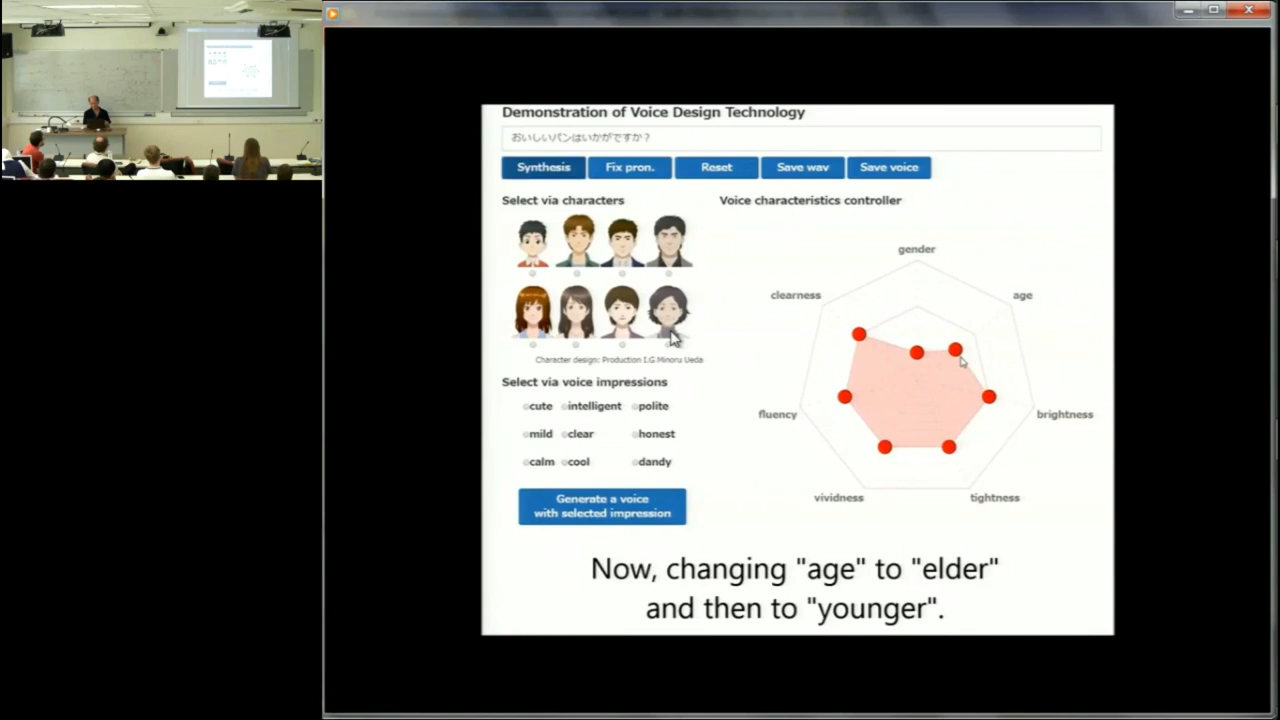 Demonstration of Voice Design Technology
おいしいパンはいかがですか？
Synthesis Fix pron. Reset Save wav Save voice
Select via characters
Voice characteristics controller
gender
clearness
age
Character design: Production I.G Minoru Ueda
Select via voice impressions
cute intelligent polite
fluency
brightness
mild clear honest
calm cool dandy
vividness
tightness
Generate a voice
with selected impression
Now, changing "age" to "elder"
and then to "younger".